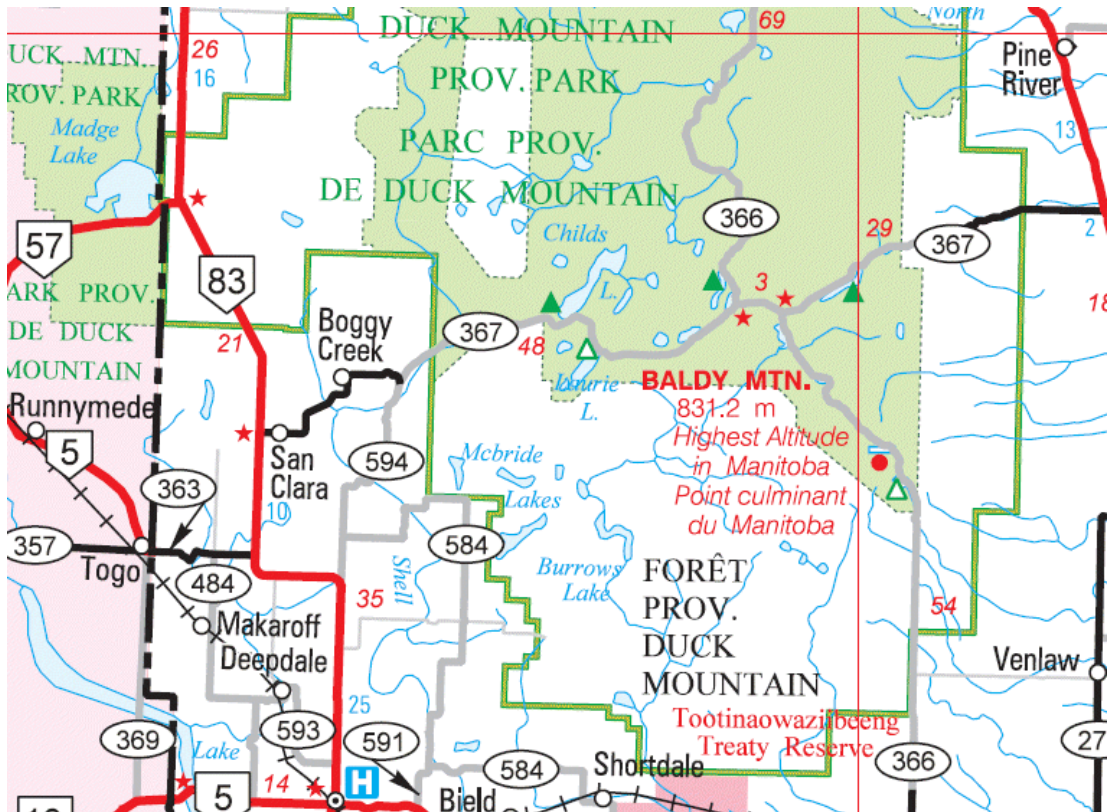 DUCK MOUNTAIN
PROV. PARK
PARC PROV.
DE DUCK MOUNTAIN
69
North
Pine
River
13
26
16
UCK MTN
ROV. PARK
Madge
Lake
57
ARK PROV.
DE DUCK
MOUNTAIN
83
21
366
29
367
2
18
Childs
L.
3
Boggy
Creek
367
48
Laurie
L.
BALDY MTN.
831.2 m
Highest Altitude
in Manitoba
Point culminant
du Manitoba
Runnymede
5
363
San
Clara
594
10
Mcbride
Lakes
357
Togo
484
584
Shell
Burrows
Lake
35
FORÊT
PROV.
DUCK
MOUNTAIN
54
Makaroff
Deepdale
Venlaw
25
Tootinaowaziibeeng
Treaty Reserve
369
Lake
593
591
584
Shortdale
366
27
14
H
5
Bield